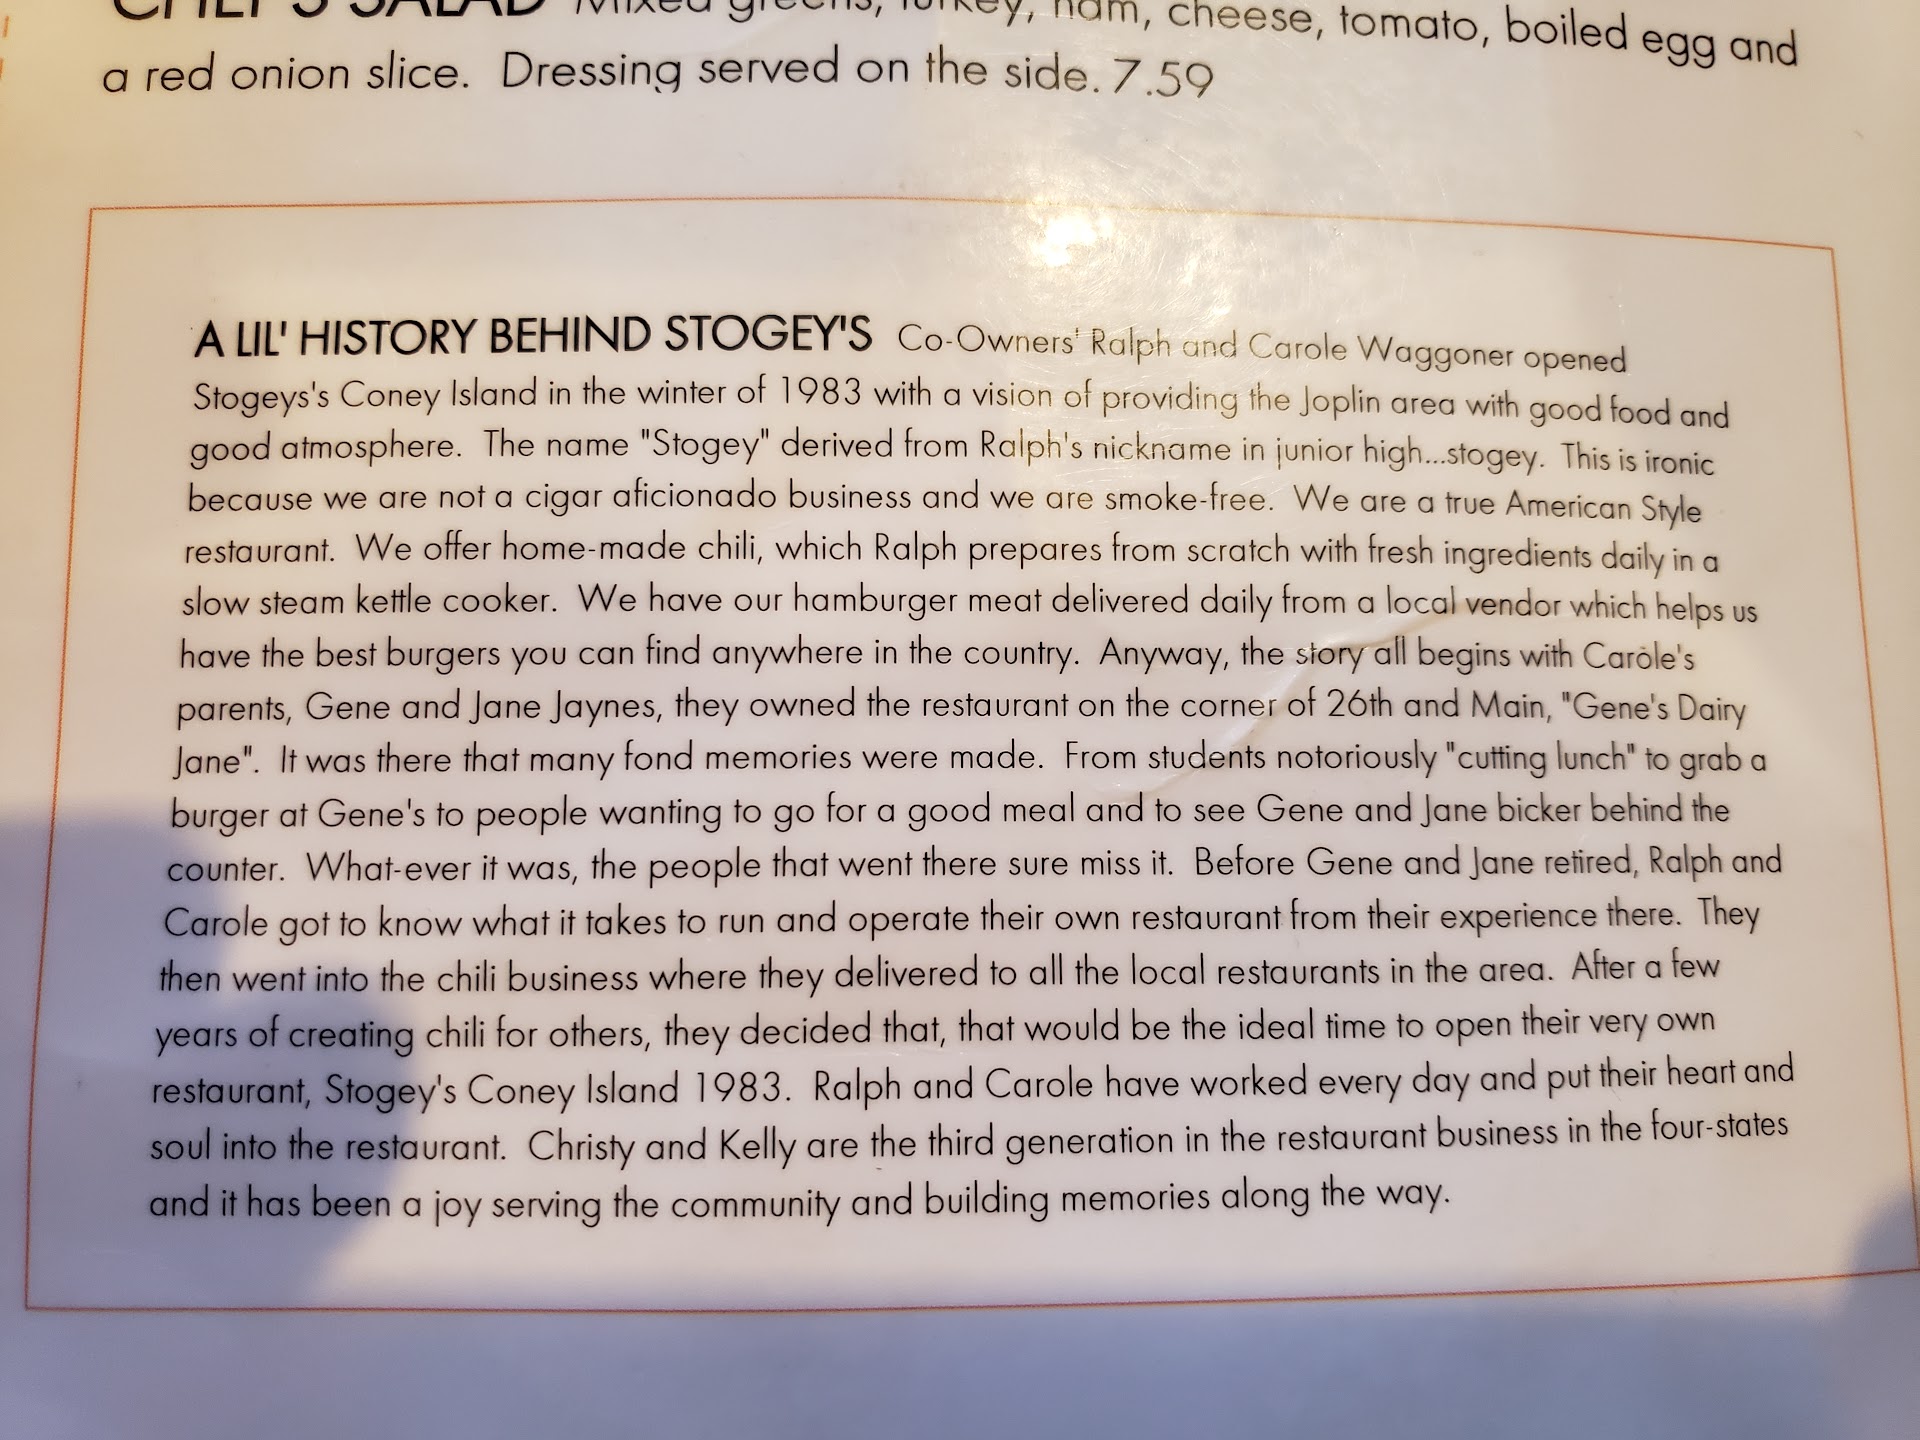 CHEF'S SALAD Mixed greens, turkey, ham, cheese, tomato, boiled egg and
a red onion slice. Dressing served on the side. 7.59
A LIL' HISTORY BEHIND STOGEY'S Co-Owners' Ralph and Carole Waggoner opened
Stogeys's Coney Island in the winter of 1983 with a vision of providing the Joplin area with good food and
good atmosphere. The name "Stogey" derived from Ralph's nickname in junior high...stogey. This is ironic
because we are not a cigar aficionado business and we are smoke-free. We are a true American Style
restaurant. We offer home-made chili, which Ralph prepares from scratch with fresh ingredients daily in a
slow steam kettle cooker. We have our hamburger meat delivered daily from a local vendor which helps us
have the best burgers you can find anywhere in the country. Anyway, the story all begins with Carole's
parents, Gene and Jane Jaynes, they owned the restaurant on the corner of 26th and Main, "Gene's Dairy
Jane". It was there that many fond memories were made. From students notoriously "cutting lunch" to grab a
burger at Gene's to people wanting to go for a good meal and to see Gene and Jane bicker behind the
counter. What-ever it was, the people that went there sure miss it. Before Gene and Jane retired, Ralph and
Carole got to know what it takes to run and operate their own restaurant from their experience there. They
then went into the chili business where they delivered to all the local restaurants in the area. After a few
years of creating chili for others, they decided that, that would be the ideal time to open their very own
restaurant, Stogey's Coney Island 1983. Ralph and Carole have worked every day and put their heart and
soul into the restaurant. Christy and Kelly are the third generation in the restaurant business in the four-states
and it has been a joy serving the community and building memories along the way.